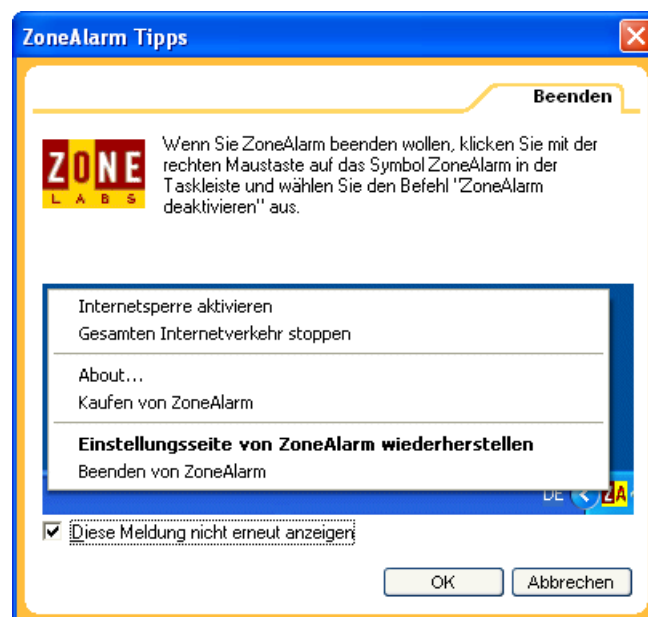 ZoneAlarm Tipps
Beenden
ZONE
LABS
Wenn Sie ZoneAlarm beenden wollen, klicken Sie mit der
rechten Maustaste auf das Symbol ZoneAlarm in der
Taskleiste und wählen Sie den Befehl "ZoneAlarm
deaktivieren" aus.
Internetsperre aktivieren
Gesamten Internetverkehr stoppen
About...
Kaufen von ZoneAlarm
Einstellungsseite von ZoneAlarm wiederherstellen
Beenden von ZoneAlarm
DE ZA
Diese Meldung nicht erneut anzeigen
OK Abbrechen